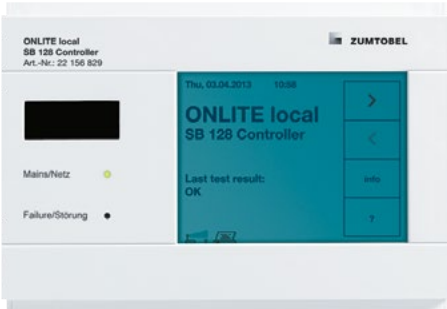 ONLITE local
SB 128 Controller
Art.-Nr.: 22 156 829
ZUMTOBEL
Thu, 03.04.2013 10:56
ONLITE local
SB 128 Controller
>
<
Last test result:
OK
info
?
Mains/Netz
Failure/Störung